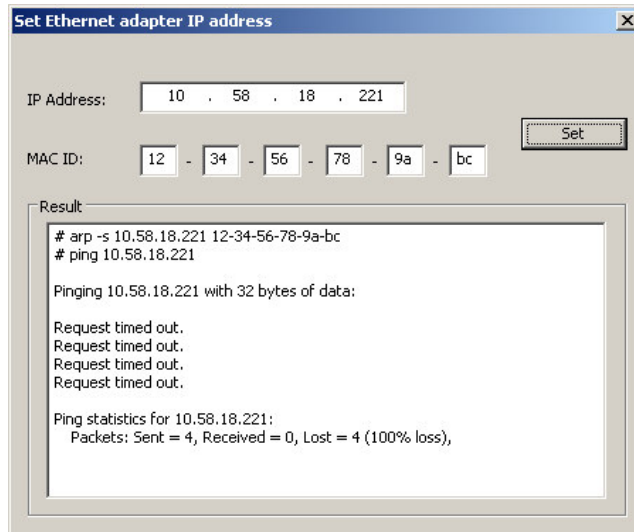 Set Ethernet adapter IP address
IP Address: 10 . 58 . 18 . 221
Set
MAC ID: 12 - 34 - 56 - 78 - 9a - bc
Result
# arp -s 10.58.18.221 12-34-56-78-9a-bc
# ping 10.58.18.221
Pinging 10.58.18.221 with 32 bytes of data:
Request timed out.
Request timed out.
Request timed out.
Request timed out.
Ping statistics for 10.58.18.221:
Packets: Sent = 4, Received = 0, Lost = 4 (100% loss),